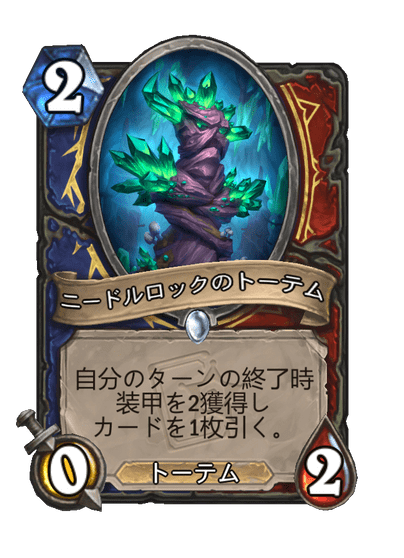 2
ニードルロックのトーテム
自分のターンの終了時
装甲を2獲得し
カードを1枚引く。
0
トーテム
2